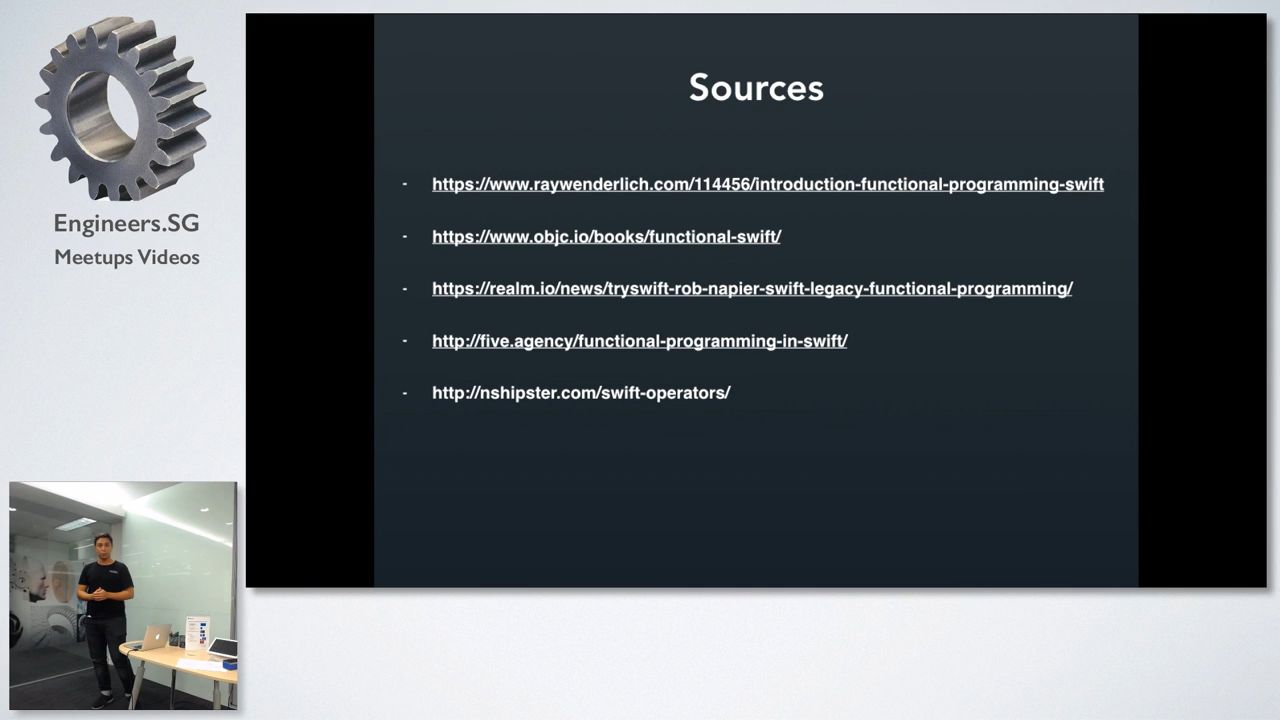 Engineers.SG
Meetups Videos
Sources
- https://www.raywenderlich.com/114456/introduction-functional-programming-swift
- https://www.objc.io/books/functional-swift/
- https://realm.io/news/tryswift-rob-napier-swift-legacy-functional-programming/
- http://five.agency/functional-programming-in-swift/
- http://nshipster.com/swift-operators/